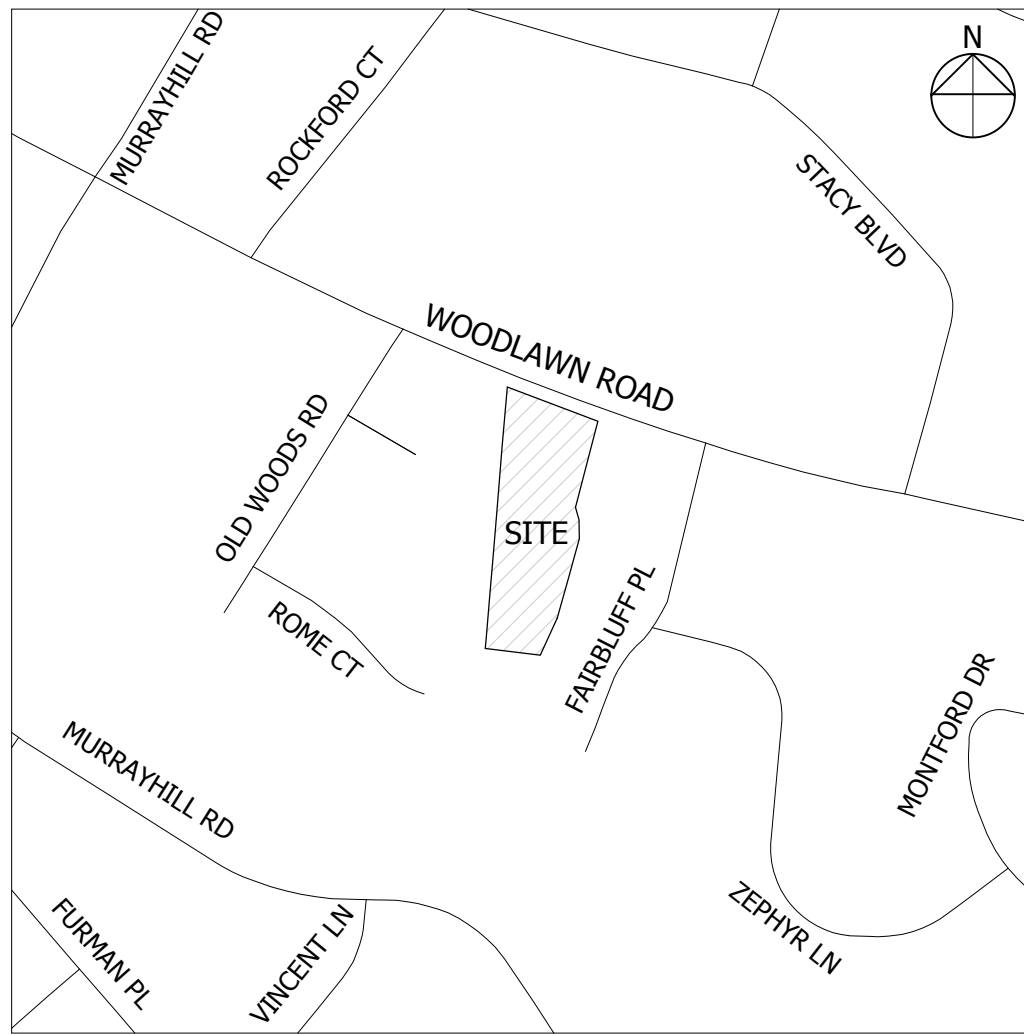 N
MURRAYHILL RD
ROCKFORD CT
STACY BLVD
WOODLAWN ROAD
OLD WOODS RD
SITE
ROME CT
FAIRBLUFF PL
MONTFORD DR
MURRAYHILL RD
ZEPHYR LN
FURMAN PL
VINCENT LN